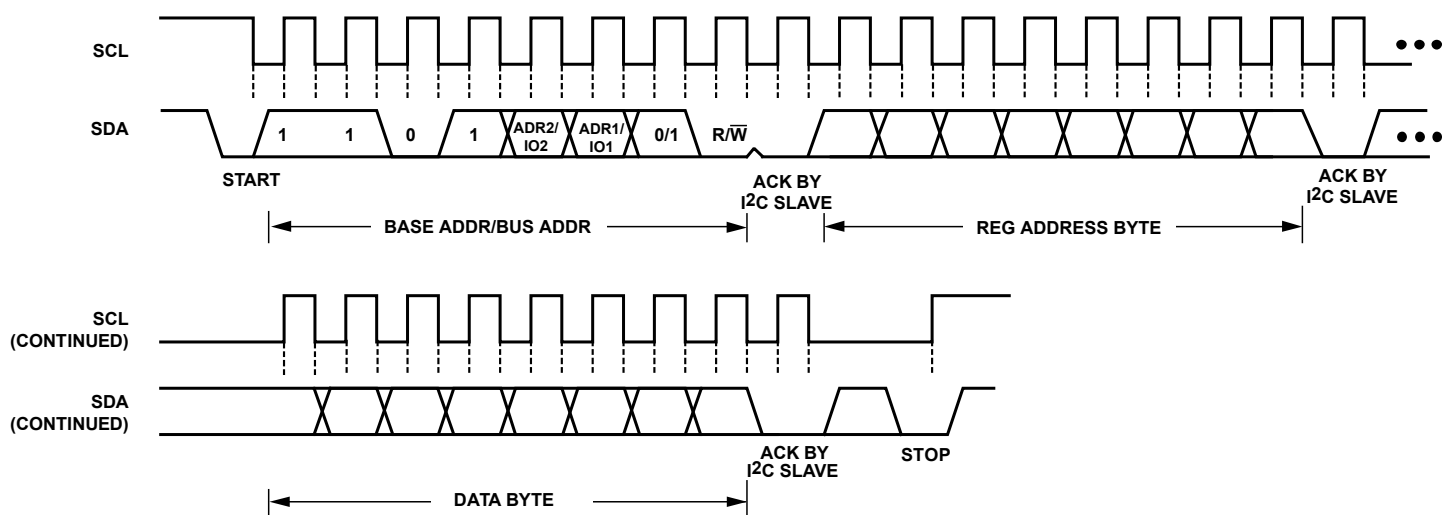 SCL
SDA
1 1 0 1 ADR2/ IO2 ADR1/ IO1 0/1 R/W̅
START
ACK BY
I²C SLAVE
ACK BY
I²C SLAVE
BASE ADDR/BUS ADDR
REG ADDRESS BYTE
SCL
(CONTINUED)
SDA
(CONTINUED)
ACK BY
I²C SLAVE
STOP
DATA BYTE